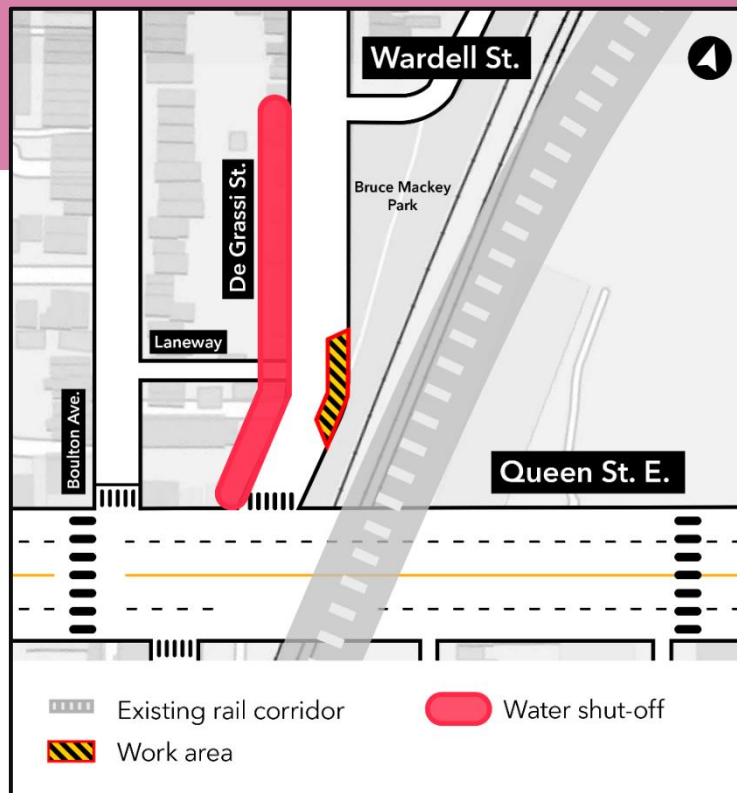 Wardell St.
De Grassi St.
Bruce Mackey
Park
Laneway
Boulton Ave.
Queen St. E.
Existing rail corridor
Water shut-off
Work area